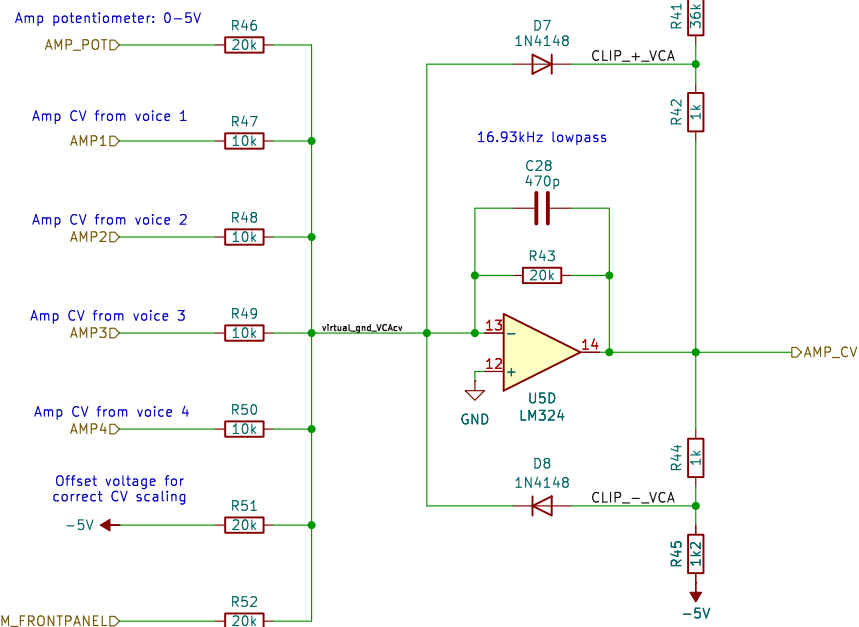 Amp potentiometer: 0-5V
AMP_POT
R46
20k
Amp CV from voice 1
AMP1
R47
10k
Amp CV from voice 2
AMP2
R48
10k
Amp CV from voice 3
AMP3
R49
10k
Amp CV from voice 4
AMP4
R50
10k
Offset voltage for
correct CV scaling
-5V
R51
20k
M_FRONTPANEL
R52
20k
virtual_gnd_VCAcv
D7
1N4148
CLIP_+_VCA
R41
36k
R42
1k
16.93kHz lowpass
C28
470p
R43
20k
13
-
12
+
14
GND
U5D
LM324
AMP_CV
D8
1N4148
CLIP_-_VCA
R44
1k
R45
1k2
-5V